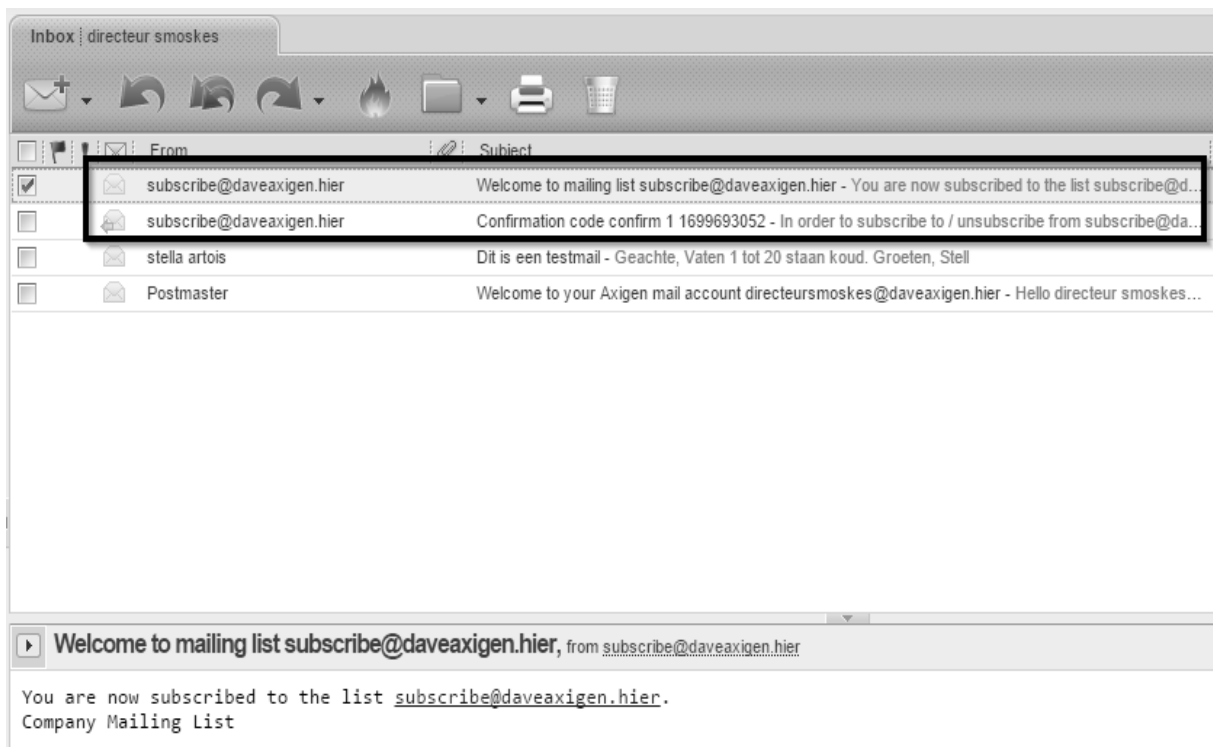 Inbox directeur smoskes
From Subject
subscribe@daveaxigen.hier Welcome to mailing list subscribe@daveaxigen.hier - You are now subscribed to the list subscribe@d...
subscribe@daveaxigen.hier Confirmation code confirm 1 1699693052 - In order to subscribe to / unsubscribe from subscribe@da...
stella artois Dit is een testmail - Geachte, Vaten 1 tot 20 staan koud. Groeten, Stell
Postmaster Welcome to your Axigen mail account directeursmoskes@daveaxigen.hier - Hello directeur smoskes...
Welcome to mailing list subscribe@daveaxigen.hier, from subscribe@daveaxigen.hier
You are now subscribed to the list subscribe@daveaxigen.hier.
Company Mailing List